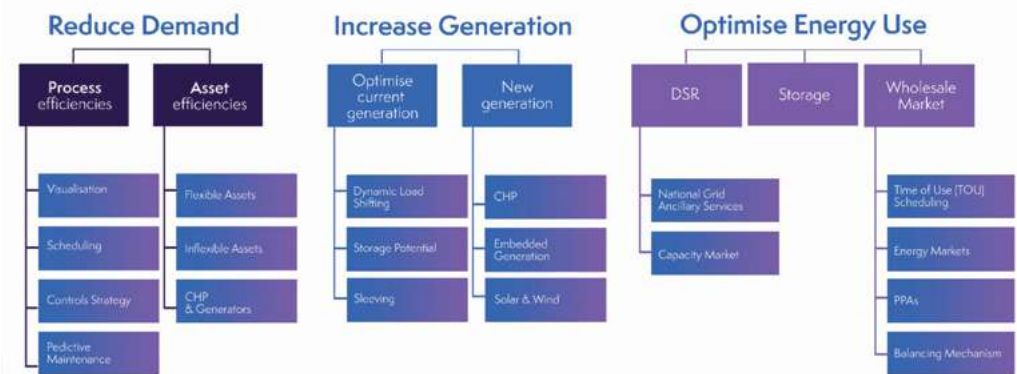 Reduce Demand
Increase Generation
Optimise Energy Use
Process
efficiencies
Asset
efficiencies
Optimise
current
generation
New
generation
DSR
Storage
Wholesale
Market
Visualisation
Scheduling
Controls Strategy
Pedictive
Maintenance
Flexible Assets
Inflexible Assets
CHP
& Generators
Dynamic Load
Shifting
Storage Potential
Sleeving
CHP
Embedded
Generation
Solar & Wind
National Grid
Ancillary Services
Capacity Market
Time of Use (TOU)
Scheduling
Energy Markets
PPAs
Balancing Mechanism